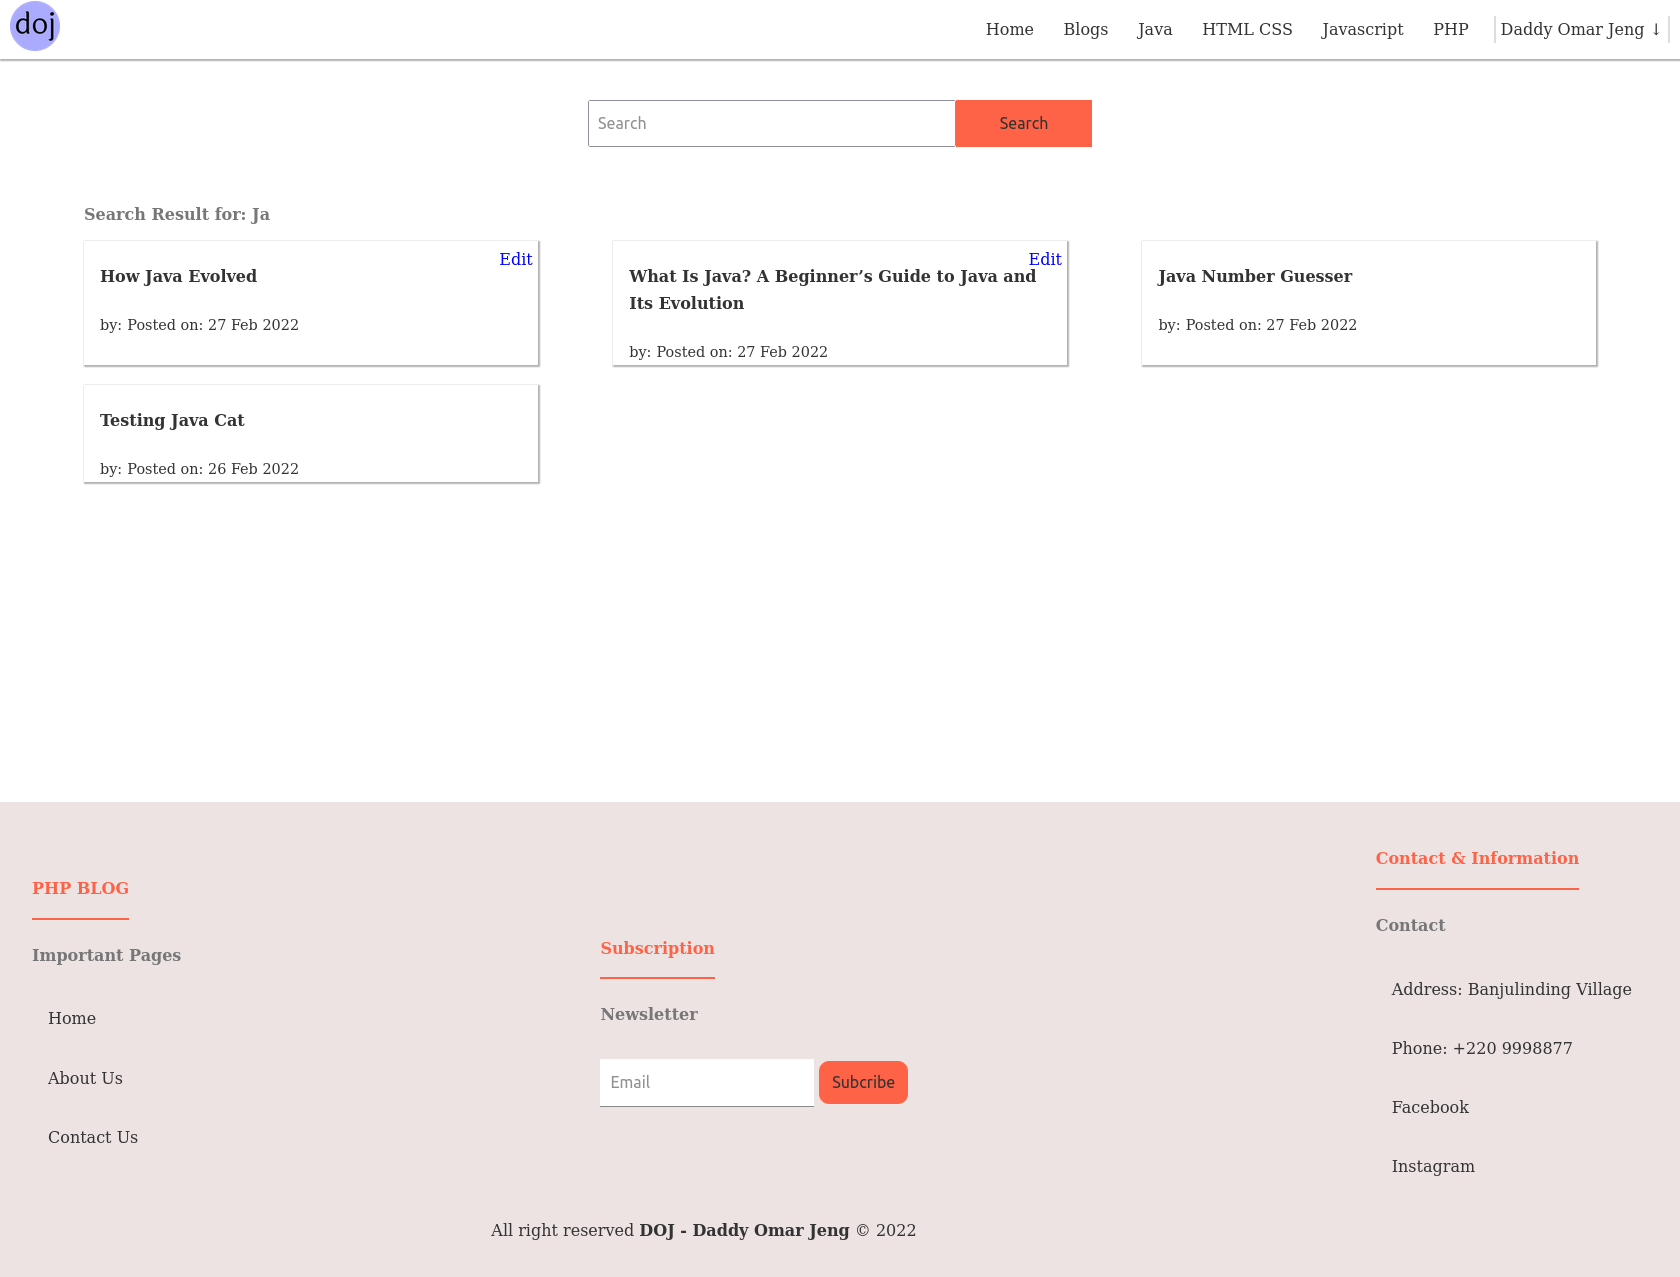 doj
Home Blogs Java HTML CSS Javascript PHP Daddy Omar Jeng ↓
Search Search
Search Result for: Ja
Edit
How Java Evolved
by: Posted on: 27 Feb 2022
Edit
What Is Java? A Beginner’s Guide to Java and
Its Evolution
by: Posted on: 27 Feb 2022
Java Number Guesser
by: Posted on: 27 Feb 2022
Testing Java Cat
by: Posted on: 26 Feb 2022
PHP BLOG
Important Pages
Home
About Us
Contact Us
Subscription
Newsletter
Email Subcribe
Contact & Information
Contact
Address: Banjulinding Village
Phone: +220 9998877
Facebook
Instagram
All right reserved DOJ - Daddy Omar Jeng © 2022